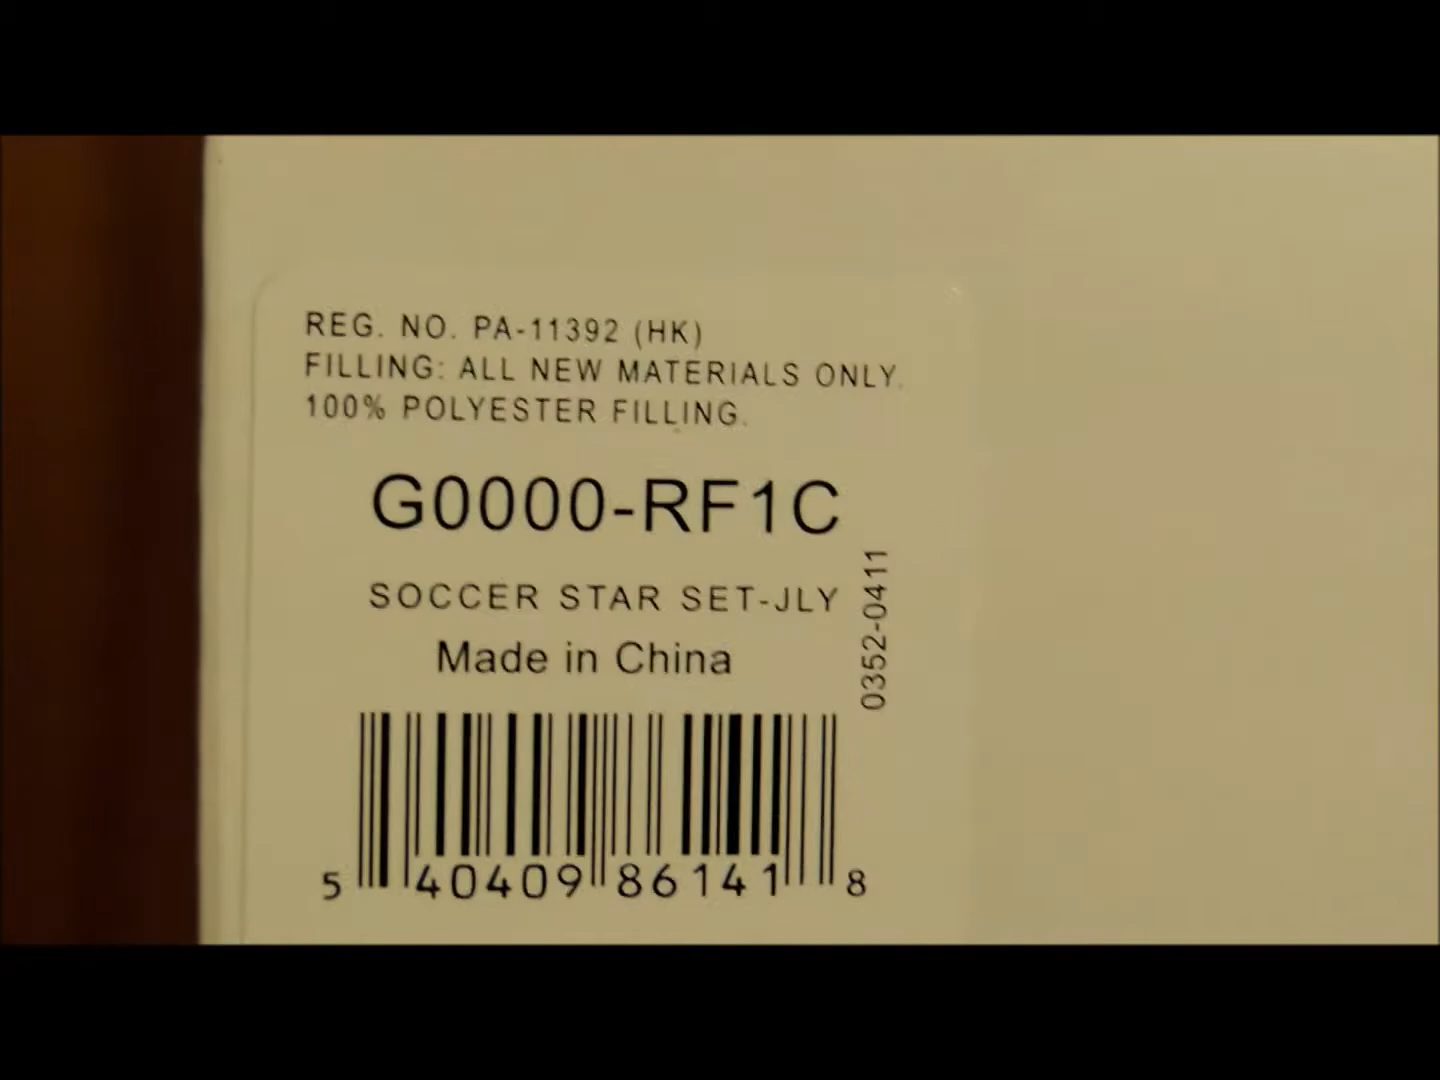 REG. NO. PA-11392 (HK)
FILLING: ALL NEW MATERIALS ONLY.
100% POLYESTER FILLING.
G0000-RF1C
SOCCER STAR SET-JLY
Made in China
0352-0411
5 40409 86141 8